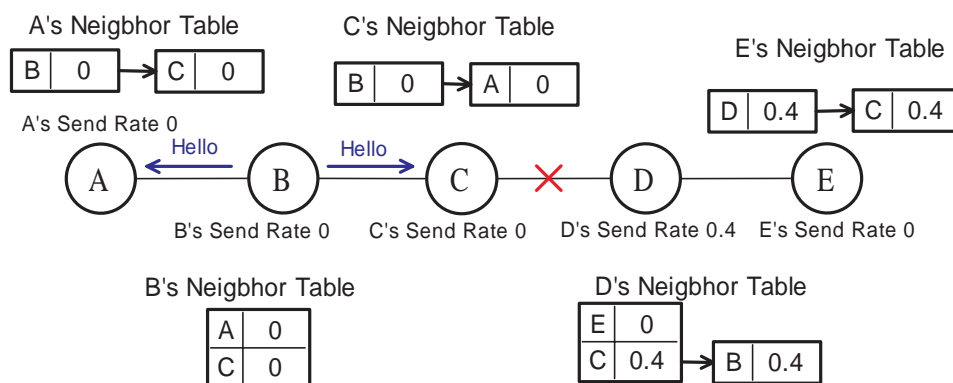 A's Neigbhor Table
C's Neigbhor Table
E's Neigbhor Table
B 0 C 0
B 0 A 0
D 0.4 C 0.4
A's Send Rate 0
Hello
Hello
A
B
C
D
E
B's Send Rate 0
C's Send Rate 0
D's Send Rate 0.4
E's Send Rate 0
B's Neigbhor Table
D's Neigbhor Table
A 0
C 0
E 0
C 0.4 B 0.4